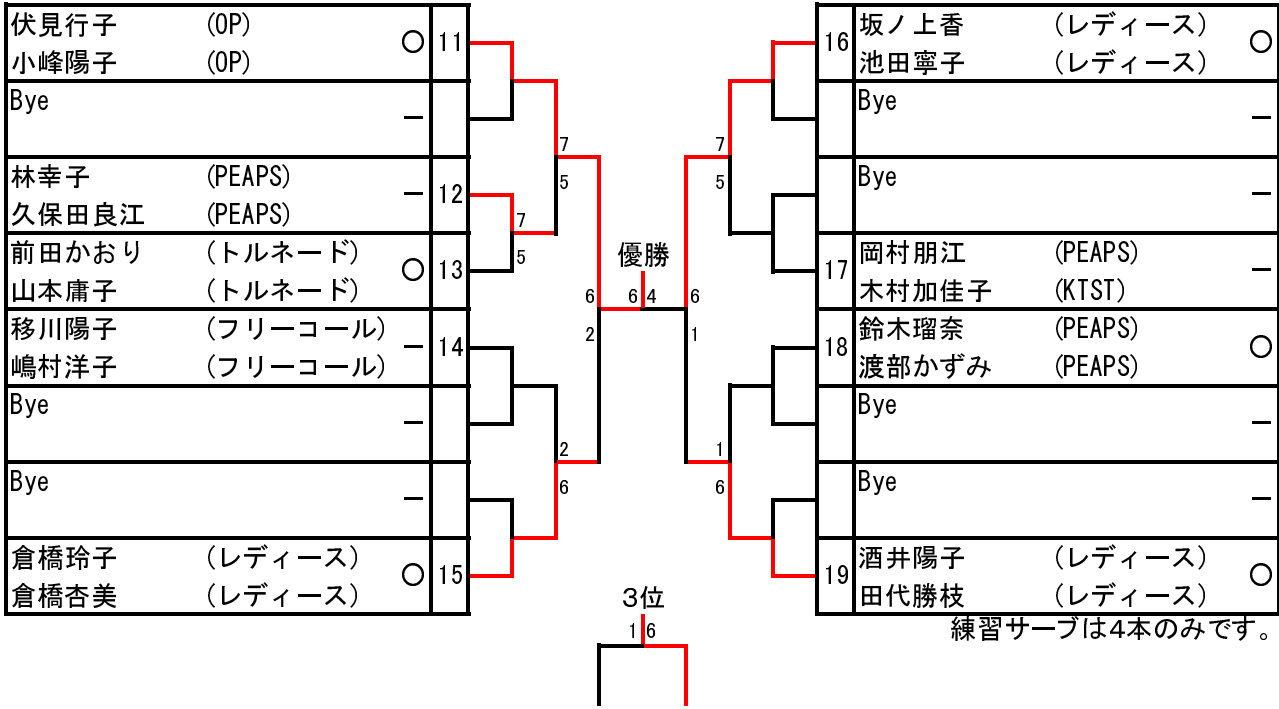 伏見行子 (OP)
小峰陽子 (OP)
○ 11
Bye
—
林幸子 (PEAPS)
久保田良江 (PEAPS)
— 12
前田かおり (トルネード)
山本庸子 (トルネード)
○ 13
移川陽子 (フリーコール)
嶋村洋子 (フリーコール)
— 14
Bye
—
Bye
—
倉橋玲子 (レディース)
倉橋杏美 (レディース)
○ 15
7
5
7
5
2
6
6
2
優勝
6 4
3位
1 6
7
5
6
1
1
6
16 坂ノ上香 (レディース)
池田寧子 (レディース)
○
Bye
—
Bye
—
17 岡村朋江 (PEAPS)
木村加佳子 (KTST)
—
18 鈴木瑠奈 (PEAPS)
渡部かずみ (PEAPS)
○
Bye
—
Bye
—
19 酒井陽子 (レディース)
田代勝枝 (レディース)
○
練習サーブは4本のみです。